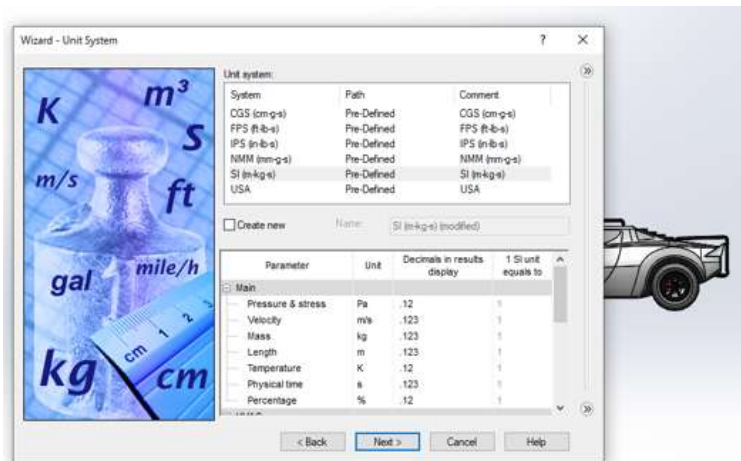 Wizard - Unit System ? ×
K m³
S
m/s ft
gal mile/h
kg cm
cm 1 2 3
Unit system:
System Path Comment
CGS (cm-g-s) Pre-Defined CGS (cm-g-s)
FPS (ft-lb-s) Pre-Defined FPS (ft-lb-s)
IPS (in-lb-s) Pre-Defined IPS (in-lb-s)
NMM (mm-g-s) Pre-Defined NMM (mm-g-s)
SI (m-kg-s) Pre-Defined SI (m-kg-s)
USA Pre-Defined USA
Create new Name: SI (m-kg-s) (modified)
Parameter Unit Decimals in results display 1 SI unit equals to
Main
Pressure & stress Pa .12 1
Velocity m/s .123 1
Mass kg .123 1
Length m .123 1
Temperature K .12 1
Physical time s .123 1
Percentage % .12 1
< Back Next > Cancel Help